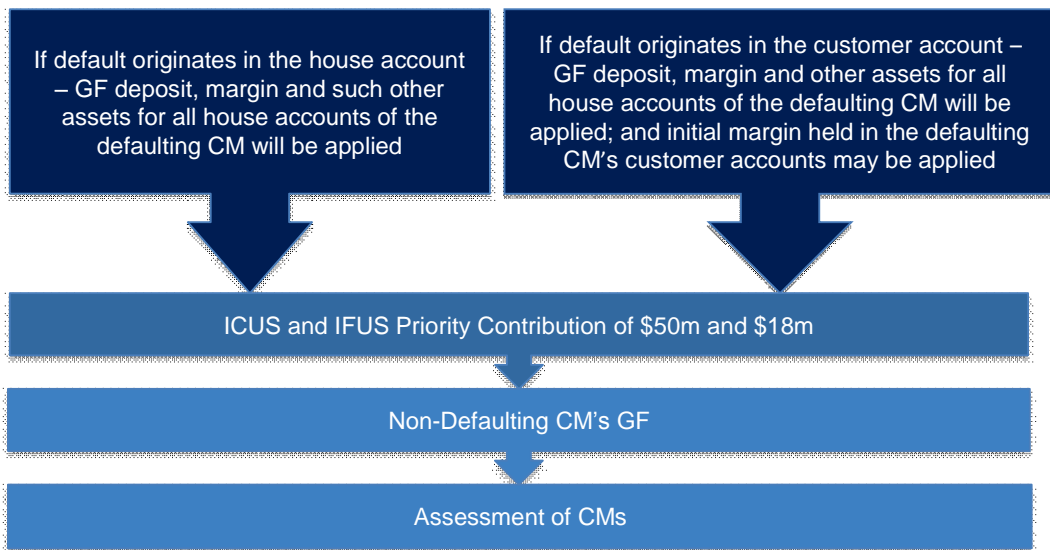 If default originates in the house account
– GF deposit, margin and such other
assets for all house accounts of the
defaulting CM will be applied
If default originates in the customer account –
GF deposit, margin and other assets for all
house accounts of the defaulting CM will be
applied; and initial margin held in the defaulting
CM’s customer accounts may be applied
ICUS and IFUS Priority Contribution of $50m and $18m
Non-Defaulting CM’s GF
Assessment of CMs